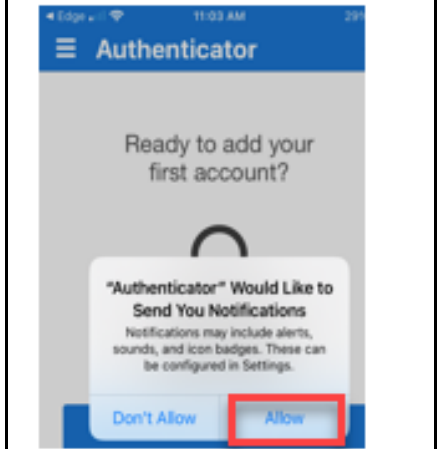 Edge 11:03 AM 29%
☰ Authenticator
Ready to add your
first account?
"Authenticator" Would Like to
Send You Notifications
Notifications may include alerts,
sounds, and icon badges. These can
be configured in Settings.
Don't Allow Allow